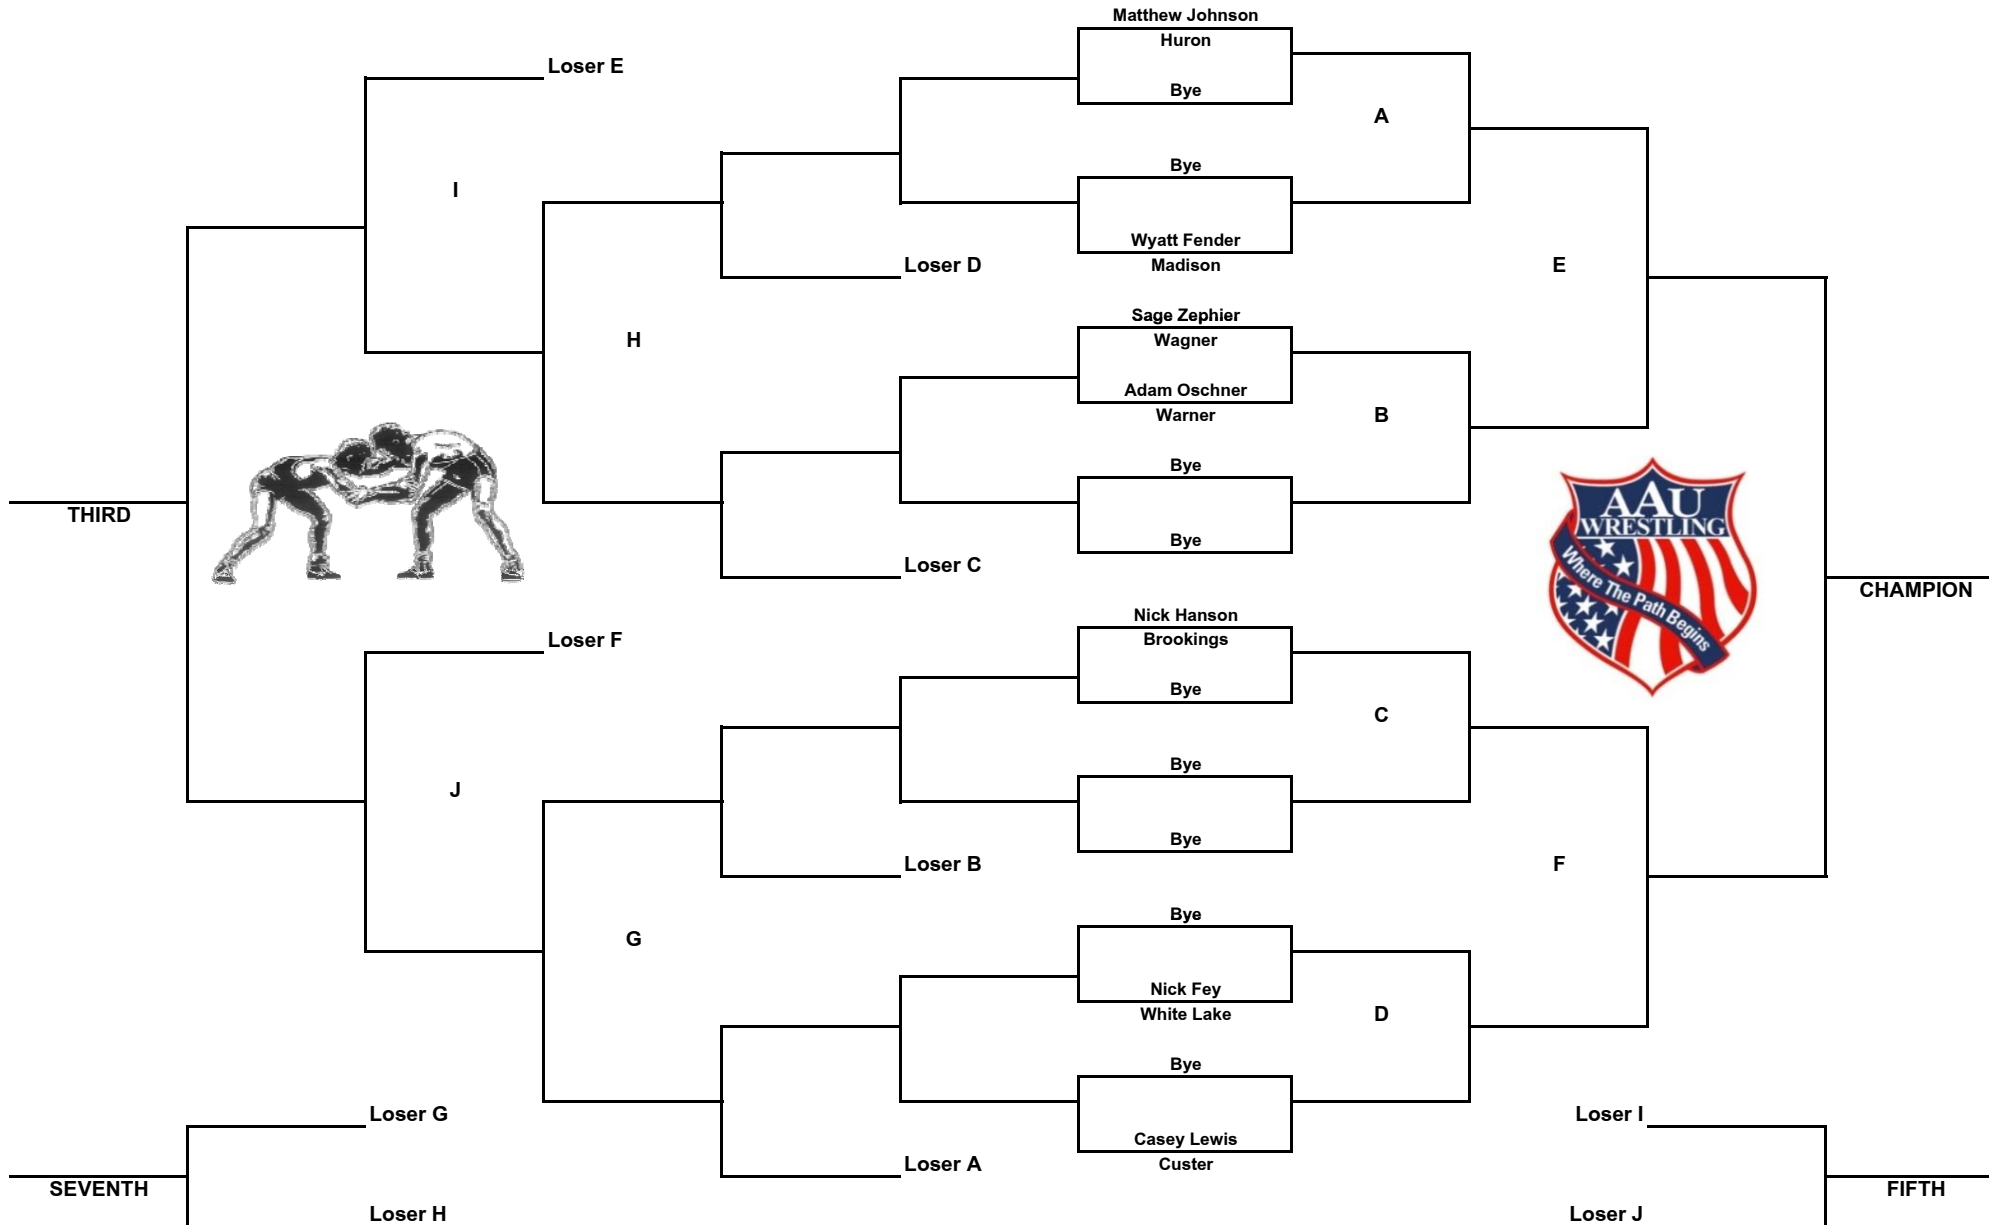 Matthew Johnson
Huron
Loser E
Bye
A
Bye
I
Wyatt Fender
Loser D
Madison
E
Sage Zephier
H
Wagner
Adam Oschner
Warner
B
Bye
AAU
WRESTLING
THIRD
Bye
Loser C
Where The Path Begins
CHAMPION
Nick Hanson
Loser F
Brookings
Bye
C
Bye
J
Bye
Loser B
F
Bye
G
Nick Fey
White Lake
D
Bye
Loser G
Loser I
Casey Lewis
Loser A
Custer
SEVENTH
FIFTH
Loser H
Loser J